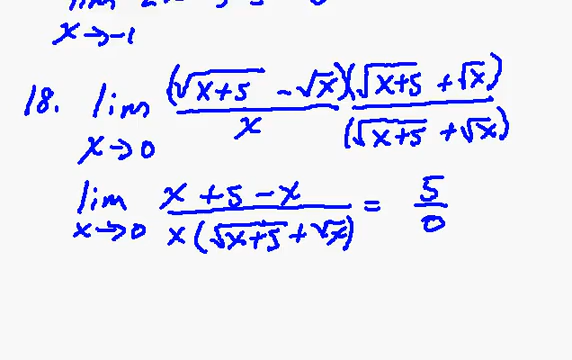 x → -1
18. lim x → 0 (√x+5 - √x)/x (√x+5 + √x)/(√x+5 + √x)
lim x → 0 (x + 5 - x)/(x(√x+5 + √x)) = 5/0